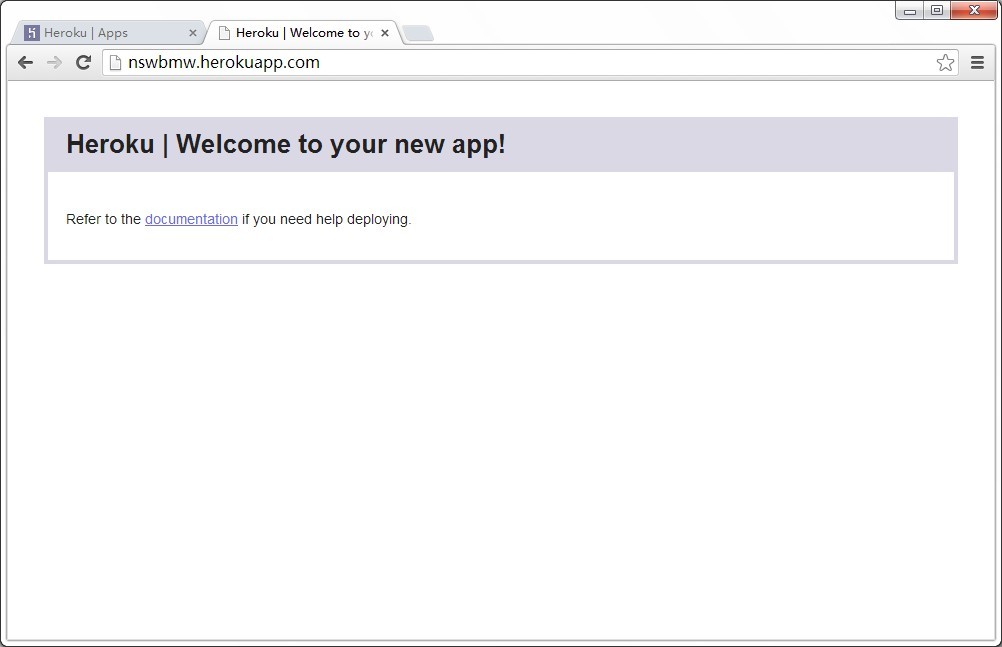 Heroku | Apps
Heroku | Welcome to y
nswbmw.herokuapp.com
Heroku | Welcome to your new app!
Refer to the documentation if you need help deploying.